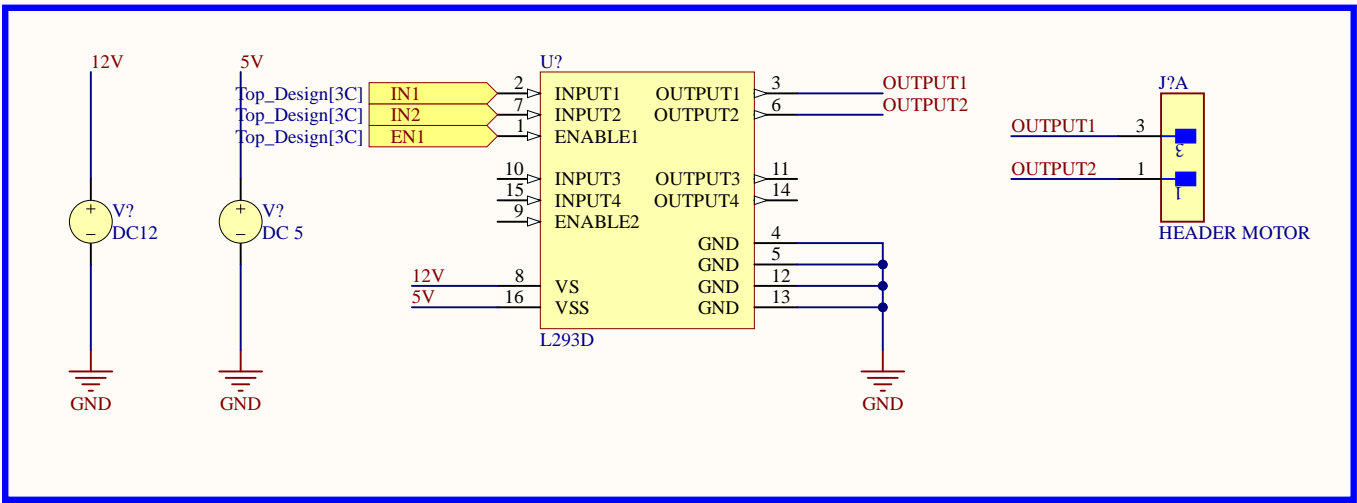 12V
+
−
V?
DC12
GND
5V
+
−
V?
DC 5
GND
Top_Design[3C] IN1
Top_Design[3C] IN2
Top_Design[3C] EN1
U?
2 INPUT1 OUTPUT1 3 OUTPUT1
7 INPUT2 OUTPUT2 6 OUTPUT2
1 ENABLE1
10 INPUT3 OUTPUT3 11
15 INPUT4 OUTPUT4 14
9 ENABLE2
GND 4
GND 5
12V 8 VS GND 12
5V 16 VSS GND 13
L293D
GND
J?A
OUTPUT1 3 3
OUTPUT2 1 1
HEADER MOTOR